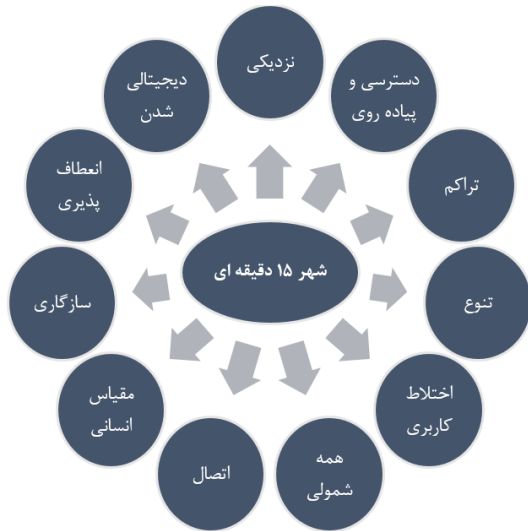 نزدیکی
دسترسی و
پیاده روی
تراکم
تنوع
اختلاط
کاربری
همه
شمولی
اتصال
مقیاس
انسانی
سازگاری
انعطاف
پذیری
دیجیتالی
شدن
شهر ۱۵ دقیقه ای